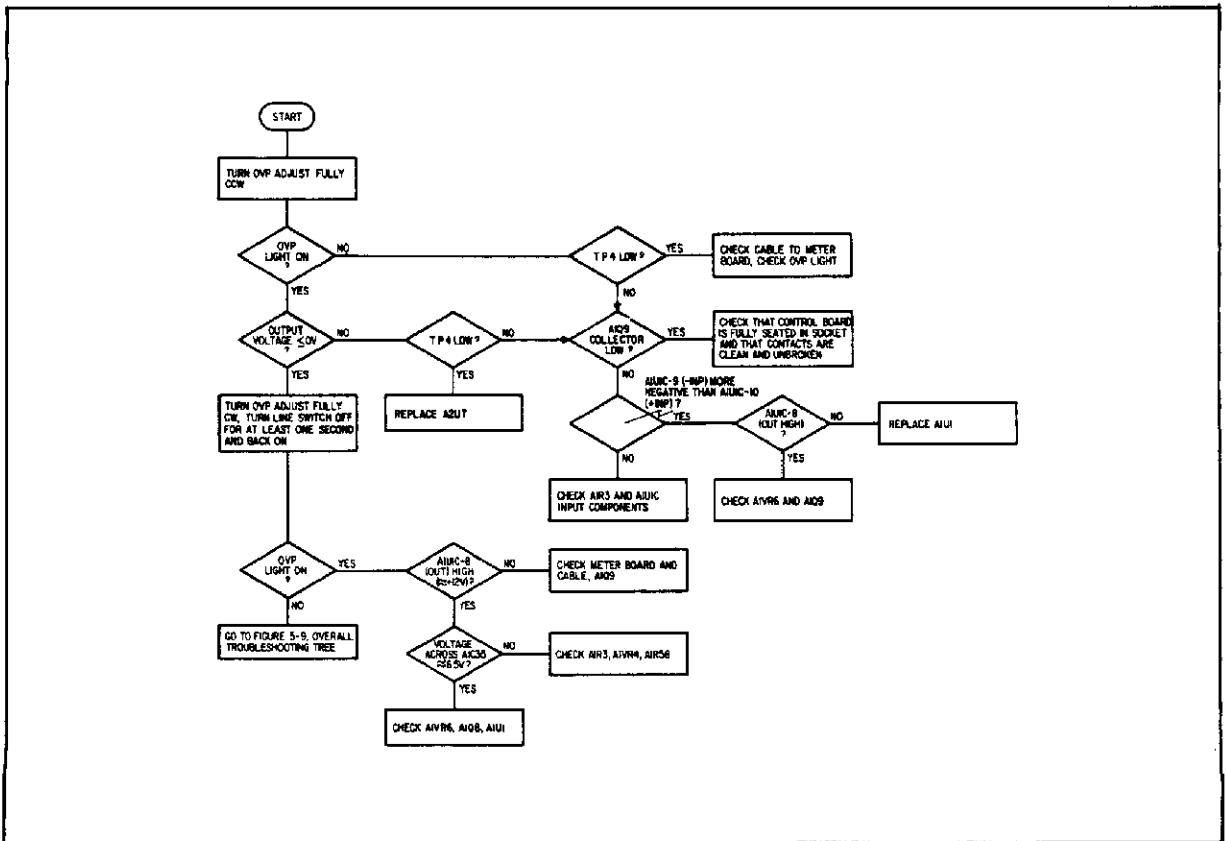 START
TURN OVP ADJUST FULLY
CCW
OVP
LIGHT ON
?
NO
YES
TP4 LOW?
YES
NO
CHECK CABLE TO METER
BOARD, CHECK OVP LIGHT
OUTPUT
VOLTAGE ≤0V
?
NO
YES
TP4 LOW?
NO
YES
REPLACE A2U7
A1Q9
COLLECTOR
LOW?
YES
NO
CHECK THAT CONTROL BOARD
IS FULLY SEATED IN SOCKET
AND THAT CONTACTS ARE
CLEAN AND UNBROKEN
A1U1C-9 (-INP) MORE
NEGATIVE THAN A1U1C-10
(+INP) ?
YES
NO
A1U1C-8
(OUT HIGH)
?
NO
YES
REPLACE A1U1
CHECK A1R3 AND A1U1C
INPUT COMPONENTS
CHECK A1VR6 AND A1Q9
TURN OVP ADJUST FULLY
CW, TURN LINE SWITCH OFF
FOR AT LEAST ONE SECOND
AND BACK ON
OVP
LIGHT ON
?
YES
NO
GO TO FIGURE 5-9, OVERALL
TROUBLESHOOTING TREE
A1U1C-8
(OUT) HIGH
(≈+12V)?
NO
YES
CHECK METER BOARD AND
CABLE, A1Q9
VOLTAGE
ACROSS A1C35
≈6.5V?
NO
YES
CHECK A1R3, A1VR4, A1R58
CHECK A1VR6, A1Q8, A1U1